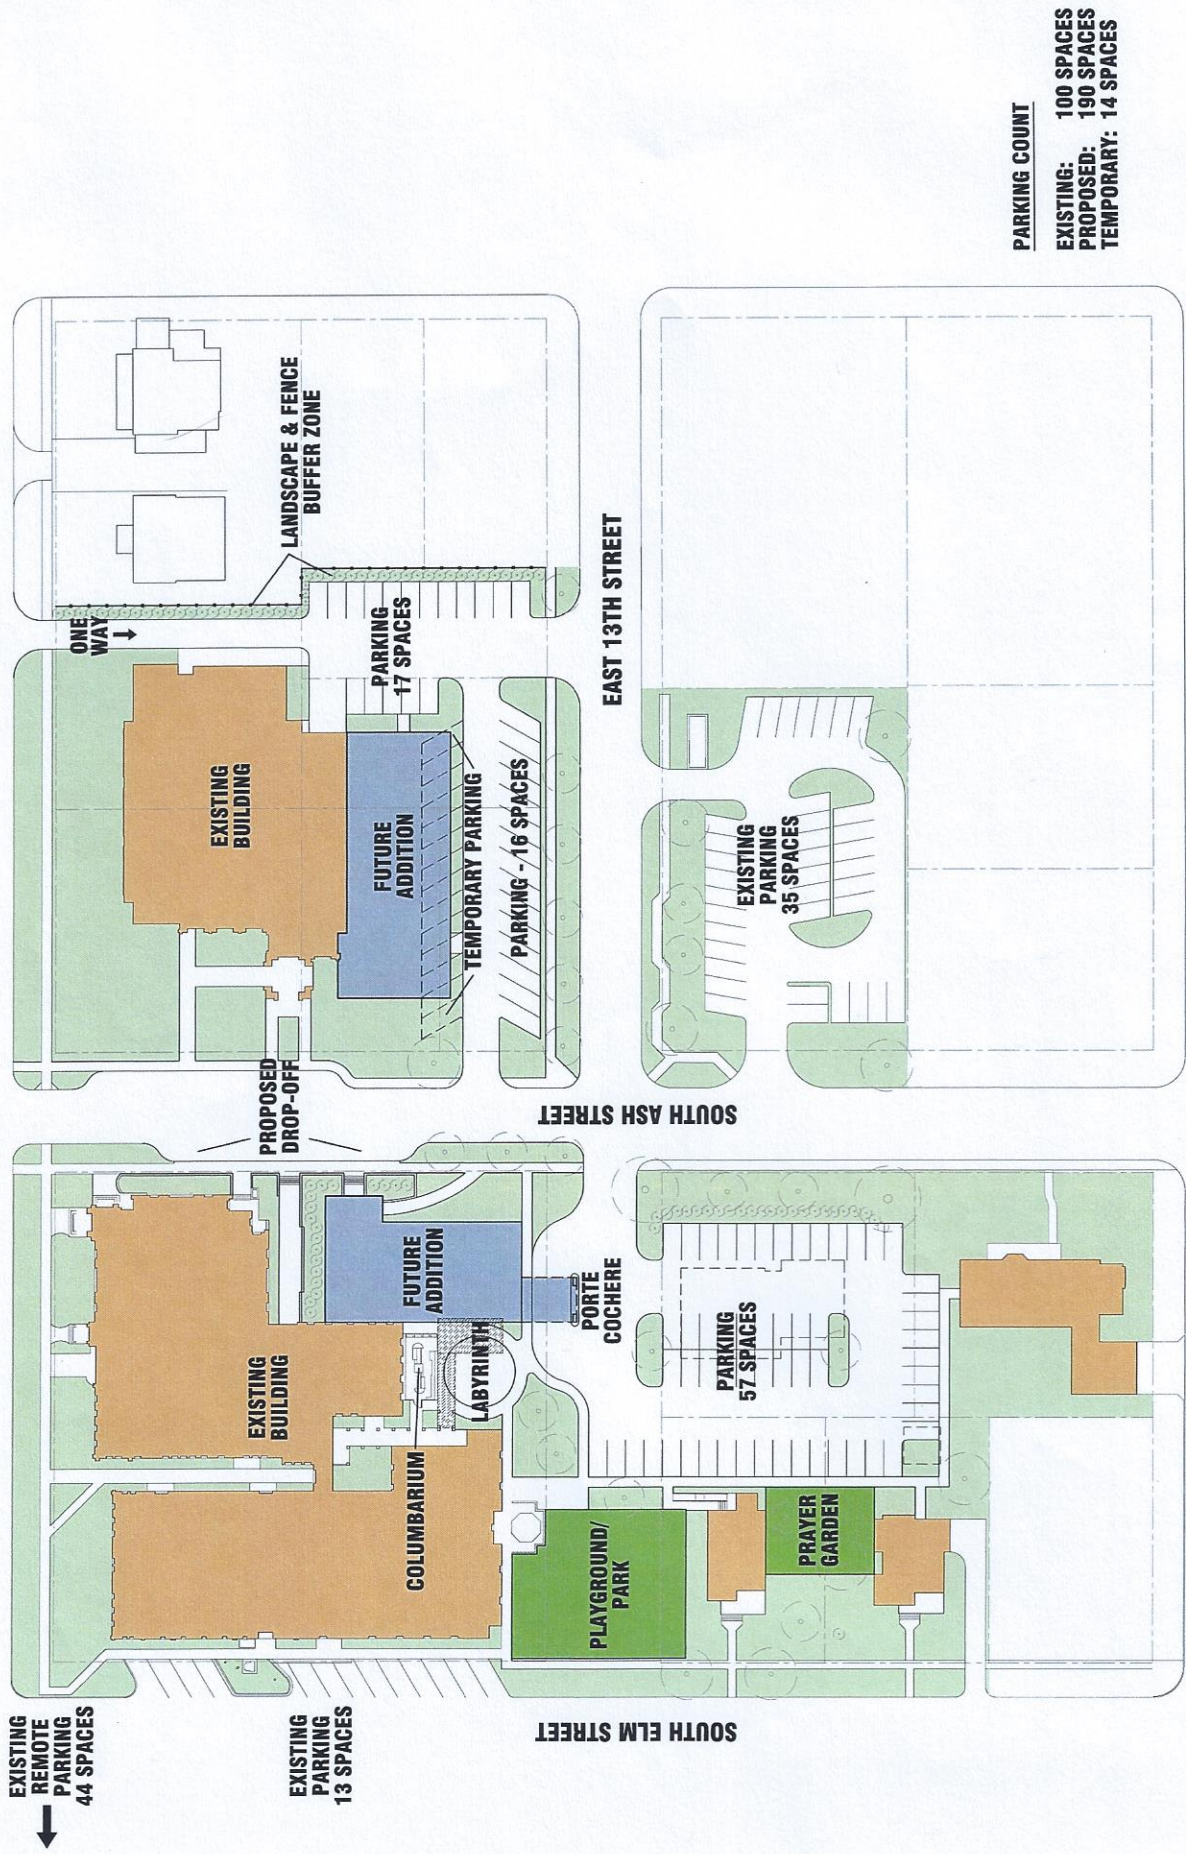 EXISTING
REMOTE
PARKING
44 SPACES
EXISTING
PARKING
13 SPACES
SOUTH ELM STREET
EXISTING
BUILDING
COLUMBARIUM
LABYRINTH
PLAYGROUND/
PARK
PRAYER
GARDEN
FUTURE
ADDITION
PORTE
COCHERE
PARKING
57 SPACES
PROPOSED
DROP-OFF
SOUTH ASH STREET
EXISTING
BUILDING
FUTURE
ADDITION
TEMPORARY PARKING
PARKING - 16 SPACES
EXISTING
PARKING
35 SPACES
ONE
WAY
PARKING
17 SPACES
EAST 13TH STREET
LANDSCAPE & FENCE
BUFFER ZONE
PARKING COUNT
EXISTING: 100 SPACES
PROPOSED: 190 SPACES
TEMPORARY: 14 SPACES